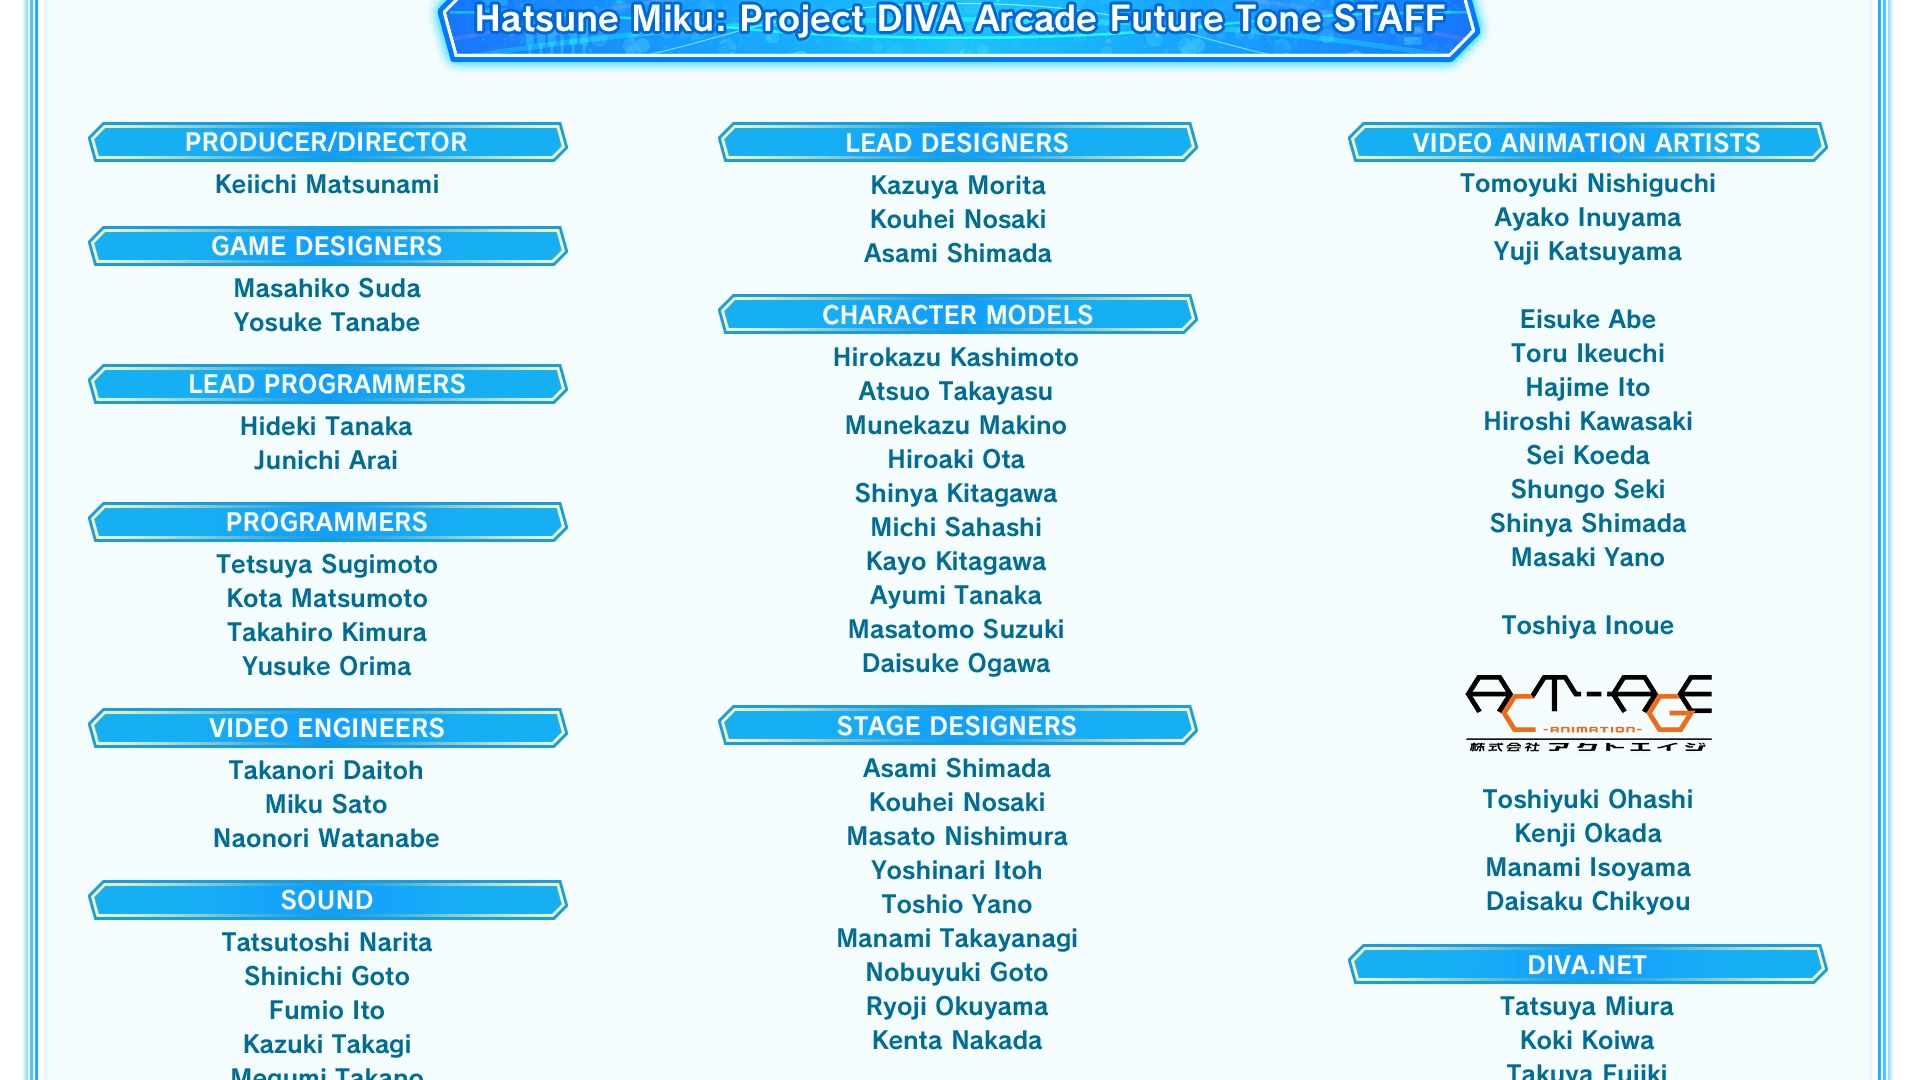 Hatsune Miku: Project DIVA Arcade Future Tone STAFF
PRODUCER/DIRECTOR
Keiichi Matsunami
GAME DESIGNERS
Masahiko Suda
Yosuke Tanabe
LEAD PROGRAMMERS
Hideki Tanaka
Junichi Arai
PROGRAMMERS
Tetsuya Sugimoto
Kota Matsumoto
Takahiro Kimura
Yusuke Orima
VIDEO ENGINEERS
Takanori Daitoh
Miku Sato
Naonori Watanabe
SOUND
Tatsutoshi Narita
Shinichi Goto
Fumio Ito
Kazuki Takagi
Megumi Takano
LEAD DESIGNERS
Kazuya Morita
Kouhei Nosaki
Asami Shimada
CHARACTER MODELS
Hirokazu Kashimoto
Atsuo Takayasu
Munekazu Makino
Hiroaki Ota
Shinya Kitagawa
Michi Sahashi
Kayo Kitagawa
Ayumi Tanaka
Masatomo Suzuki
Daisuke Ogawa
STAGE DESIGNERS
Asami Shimada
Kouhei Nosaki
Masato Nishimura
Yoshinari Itoh
Toshio Yano
Manami Takayanagi
Nobuyuki Goto
Ryoji Okuyama
Kenta Nakada
VIDEO ANIMATION ARTISTS
Tomoyuki Nishiguchi
Ayako Inuyama
Yuji Katsuyama
Eisuke Abe
Toru Ikeuchi
Hajime Ito
Hiroshi Kawasaki
Sei Koeda
Shungo Seki
Shinya Shimada
Masaki Yano
Toshiya Inoue
ACT-AGE
-ANIMATION-
株式会社 アクトエイジ
Toshiyuki Ohashi
Kenji Okada
Manami Isoyama
Daisaku Chikyou
DIVA.NET
Tatsuya Miura
Koki Koiwa
Takuya Fujiki